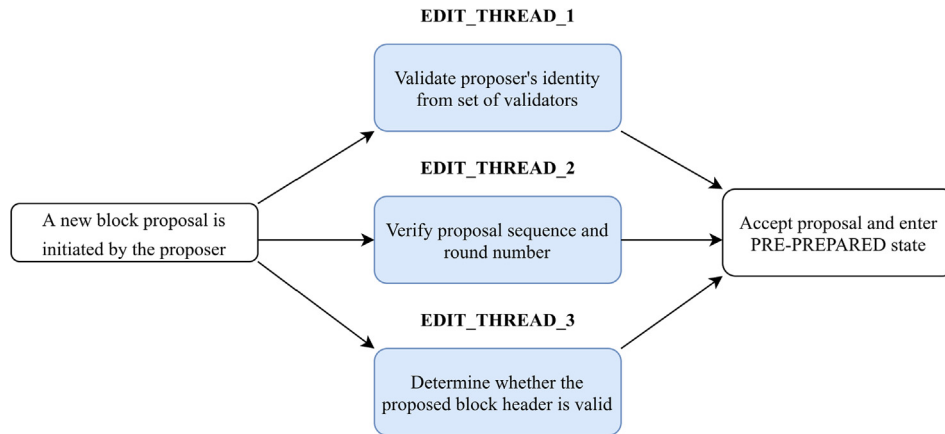 EDIT_THREAD_1
Validate proposer's identity
from set of validators
EDIT_THREAD_2
A new block proposal is
initiated by the proposer
Verify proposal sequence and
round number
Accept proposal and enter
PRE-PREPARED state
EDIT_THREAD_3
Determine whether the
proposed block header is valid